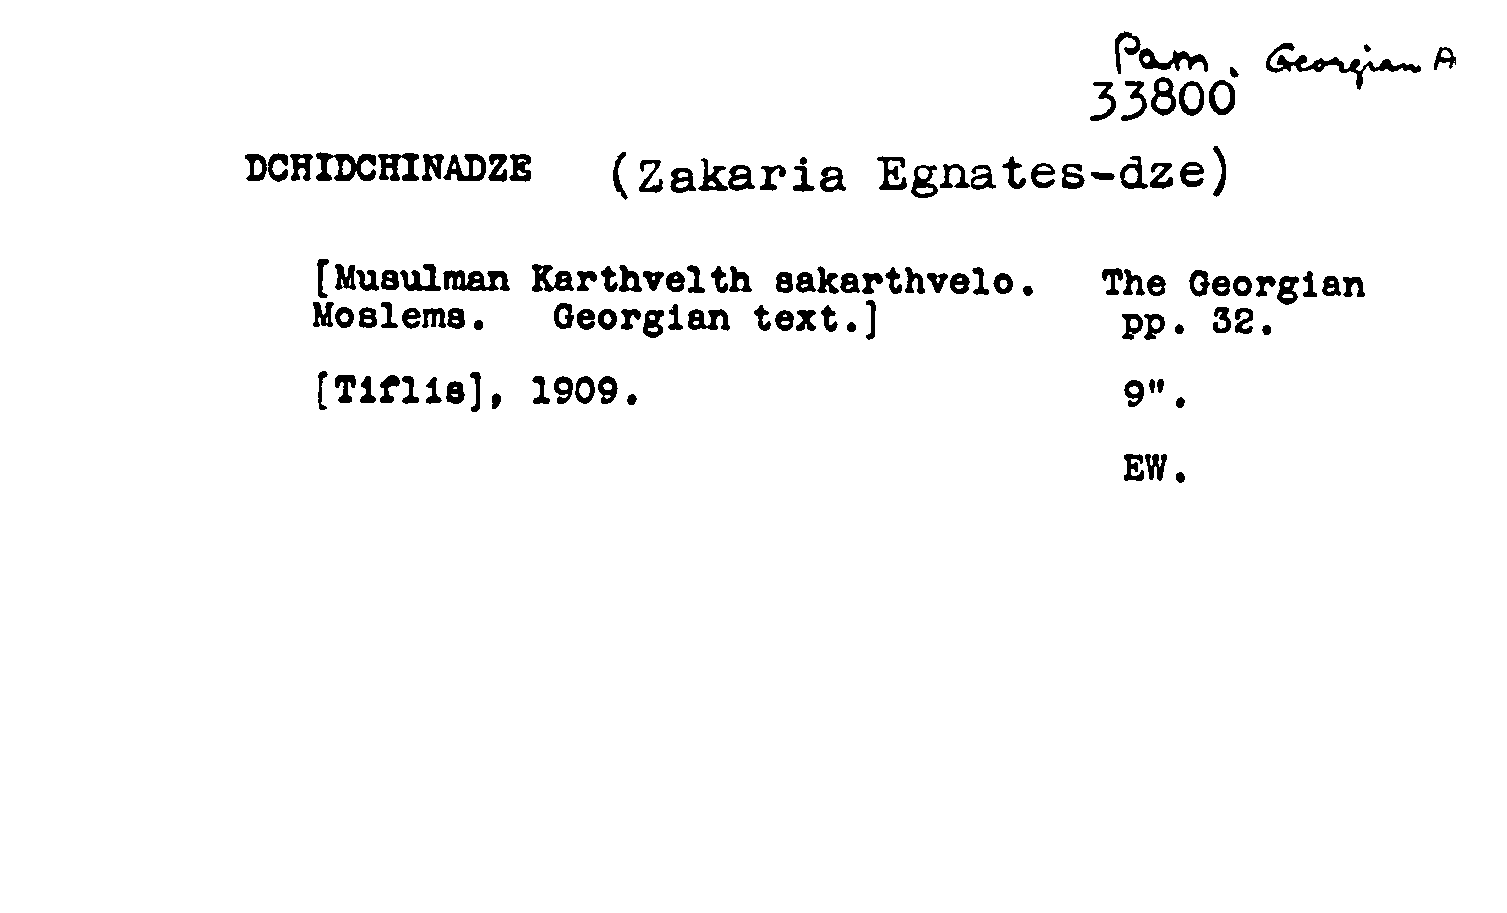 Pam. Georgian A
33800
DCHIDCHINADZE (Zakaria Egnates-dze)
[Musulman Karthvelth sakarthvelo. The Georgian
Moslems. Georgian text.] pp. 32.
[Tiflis], 1909. 9".
EW.